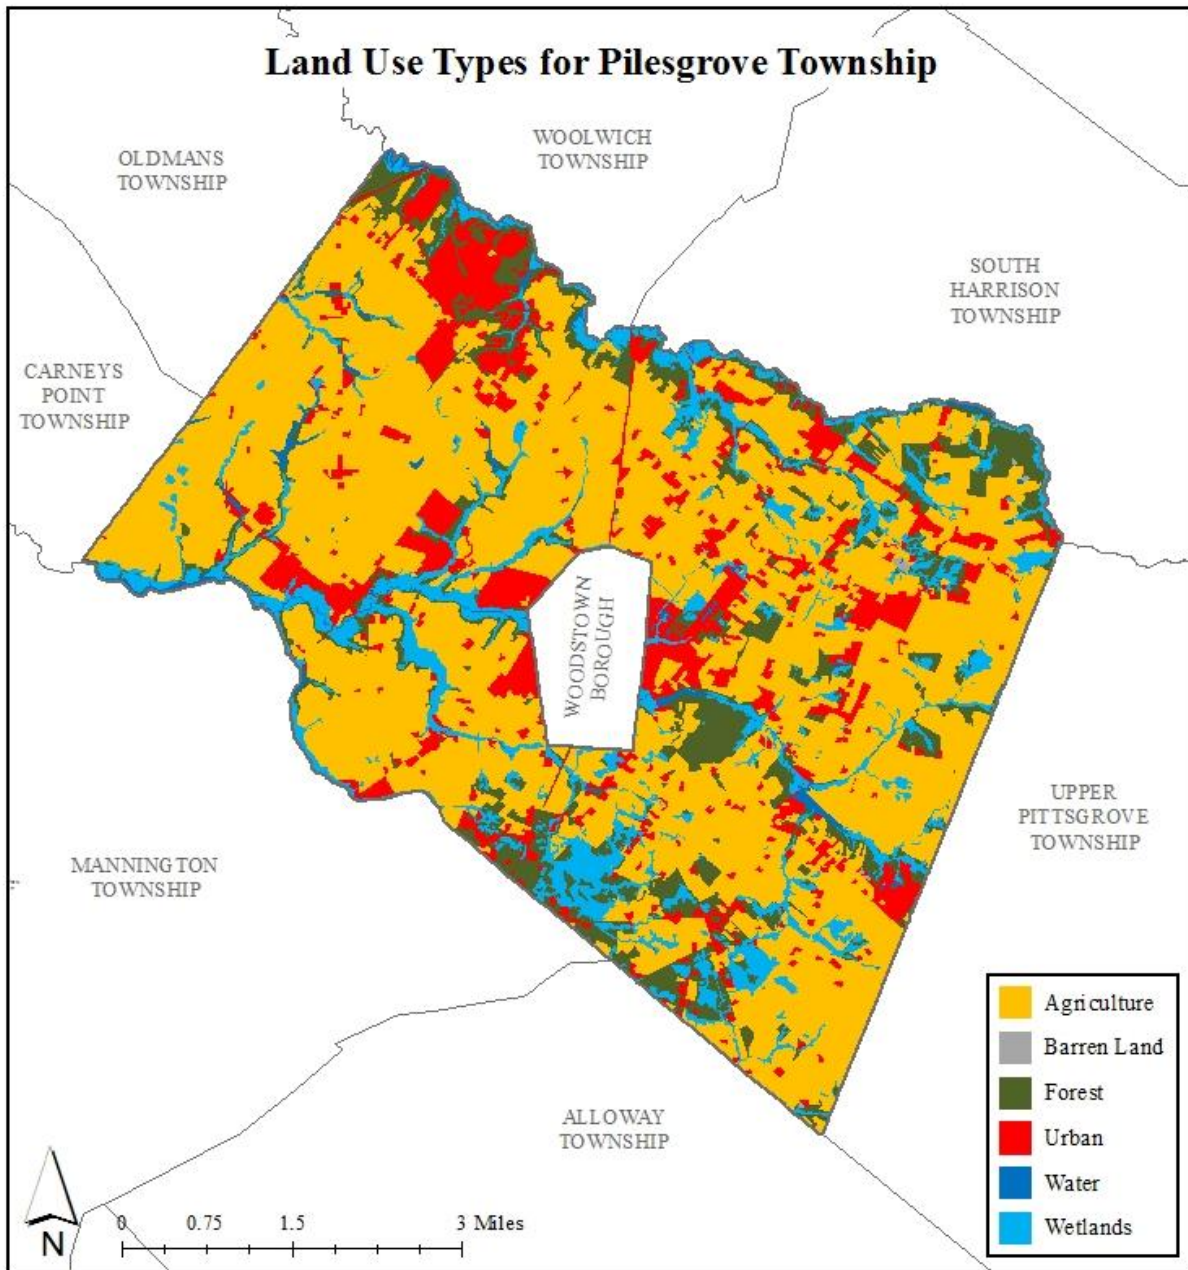 Land Use Types for Pilesgrove Township
WOOLWICH
TOWNSHIP
OLDMANS
TOWNSHIP
SOUTH
HARRISON
TOWNSHIP
CARNEYS
POINT
TOWNSHIP
WOODSTOWN
BOROUGH
UPPER
PITTSGROVE
TOWNSHIP
MANNINGTON
TOWNSHIP
ALLOWAY
TOWNSHIP
Agriculture
Barren Land
Forest
Urban
Water
Wetlands
0 0.75 1.5 3 Miles
N